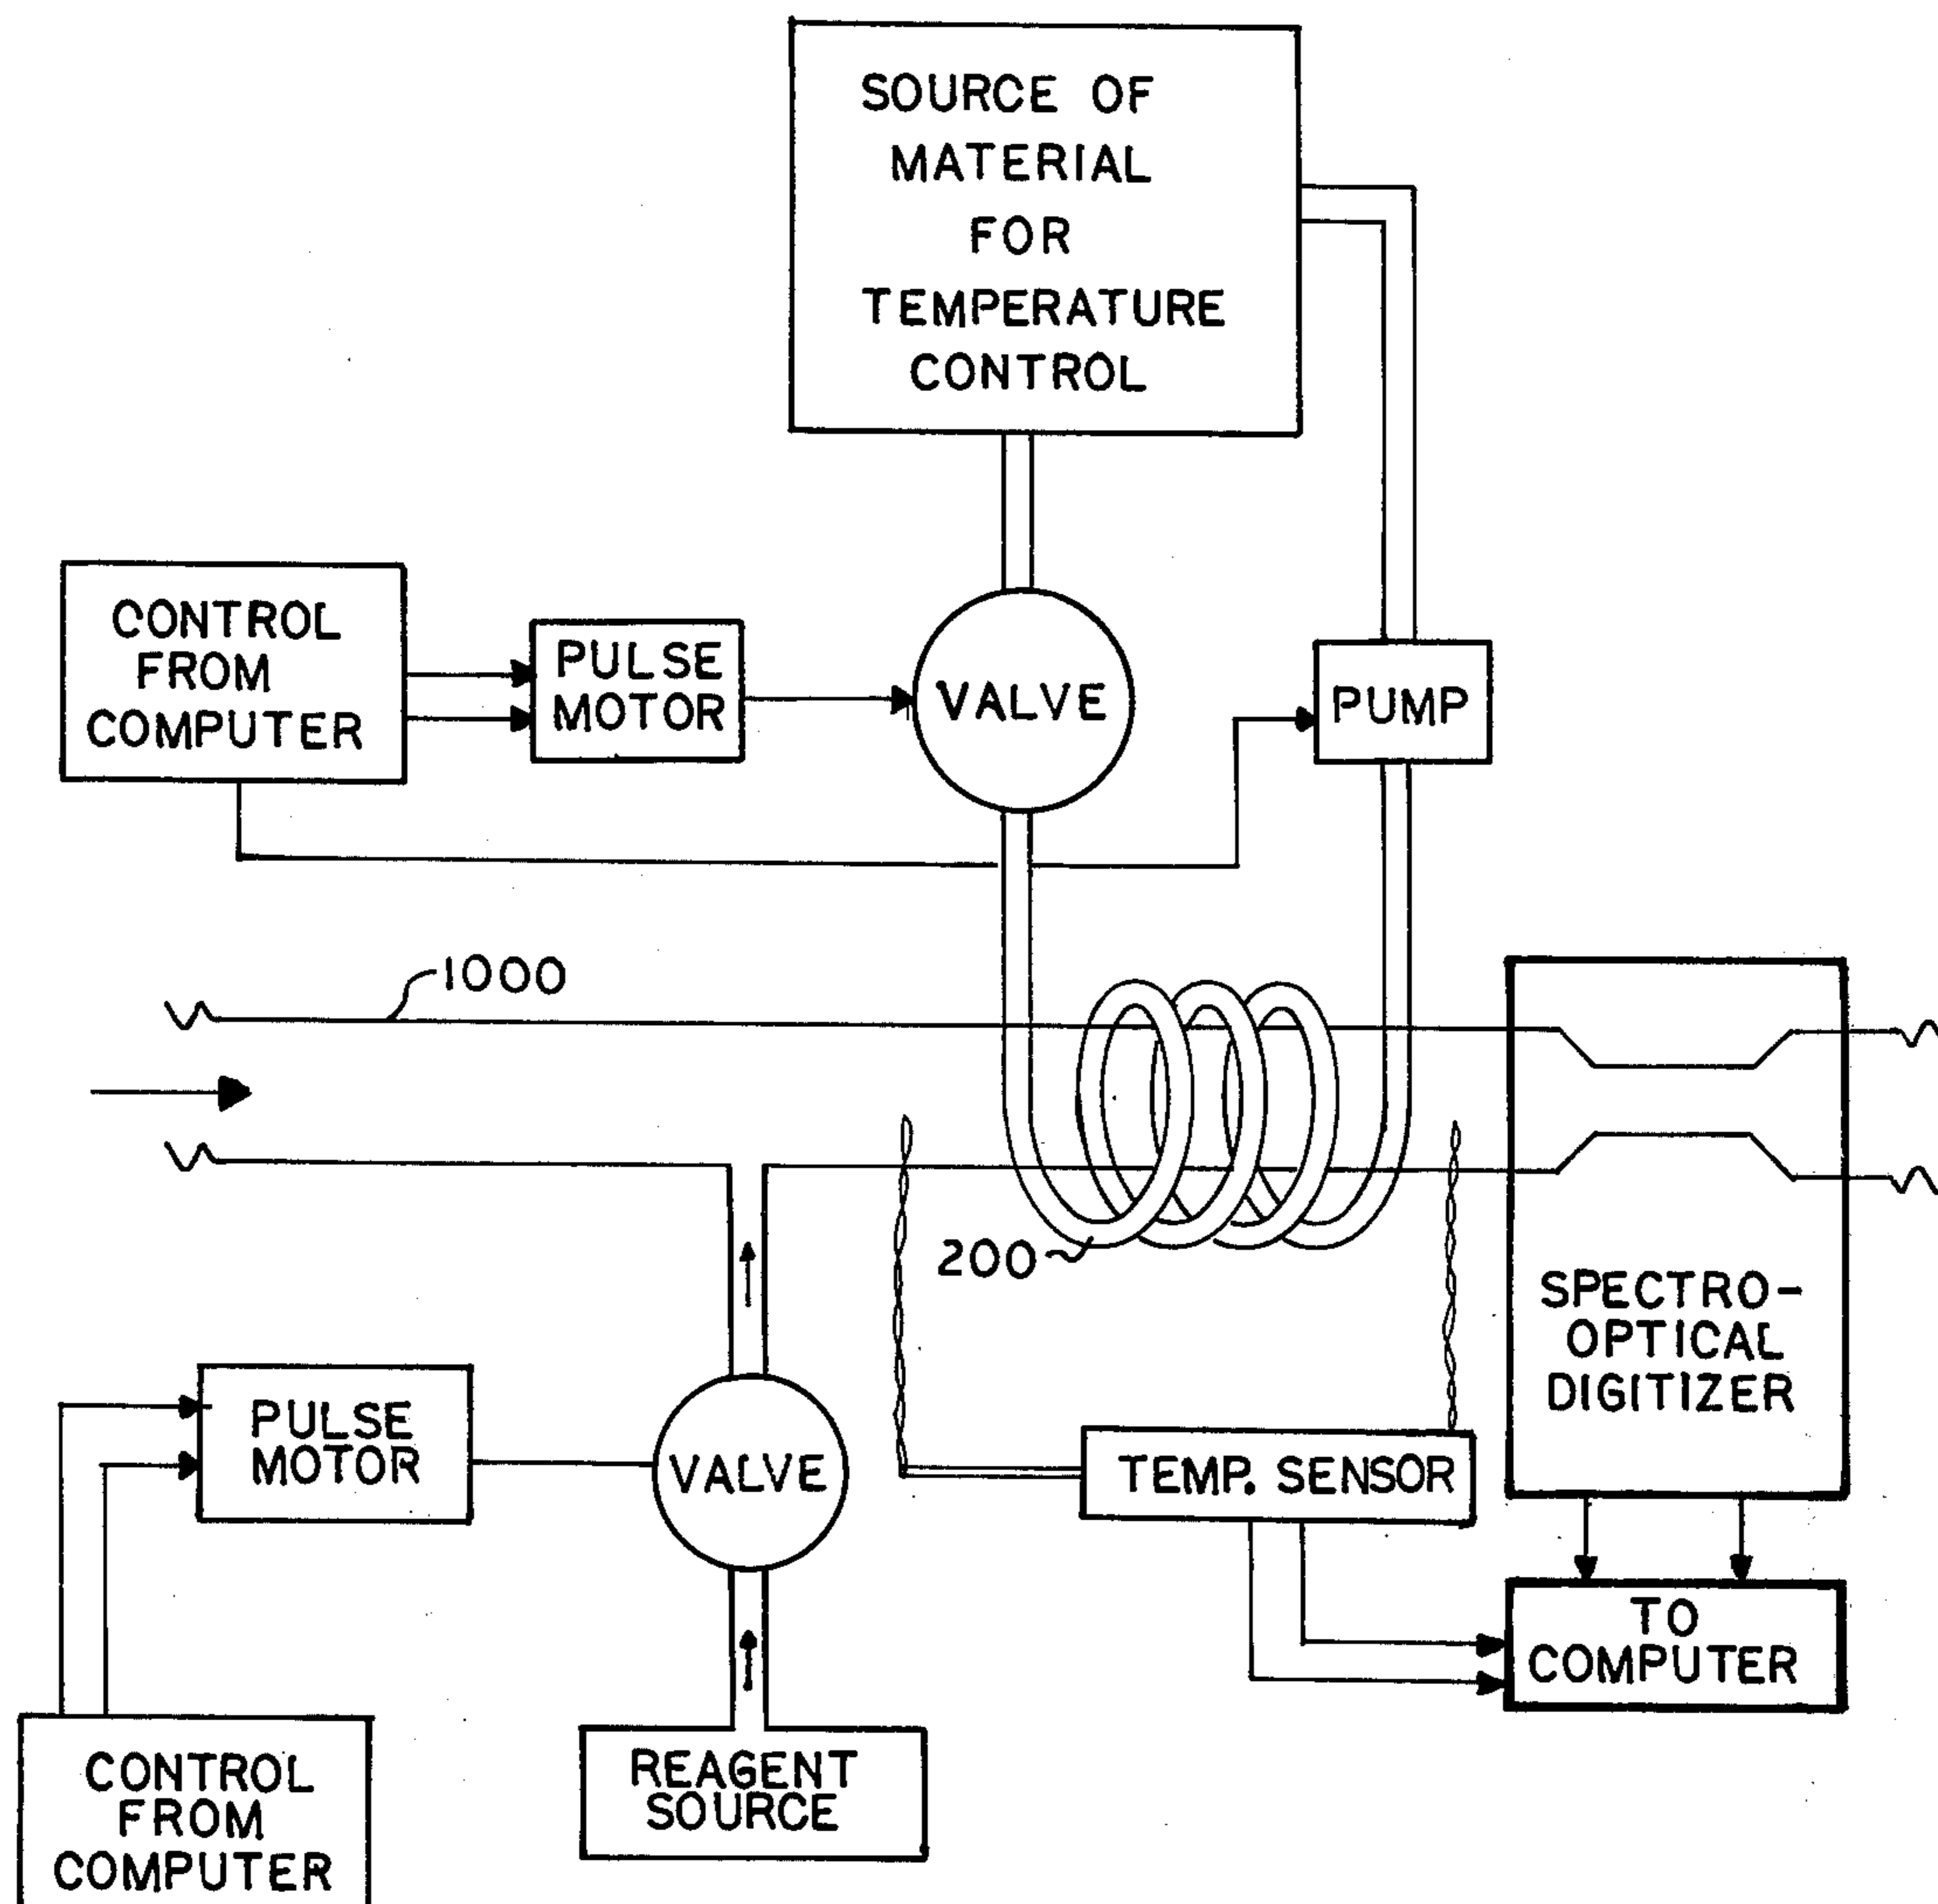 SOURCE OF
MATERIAL
FOR
TEMPERATURE
CONTROL
CONTROL
FROM
COMPUTER
PULSE
MOTOR
VALVE
PUMP
1000
200
SPECTRO-
OPTICAL
DIGITIZER
PULSE
MOTOR
VALVE
TEMP. SENSOR
TO
COMPUTER
CONTROL
FROM
COMPUTER
REAGENT
SOURCE